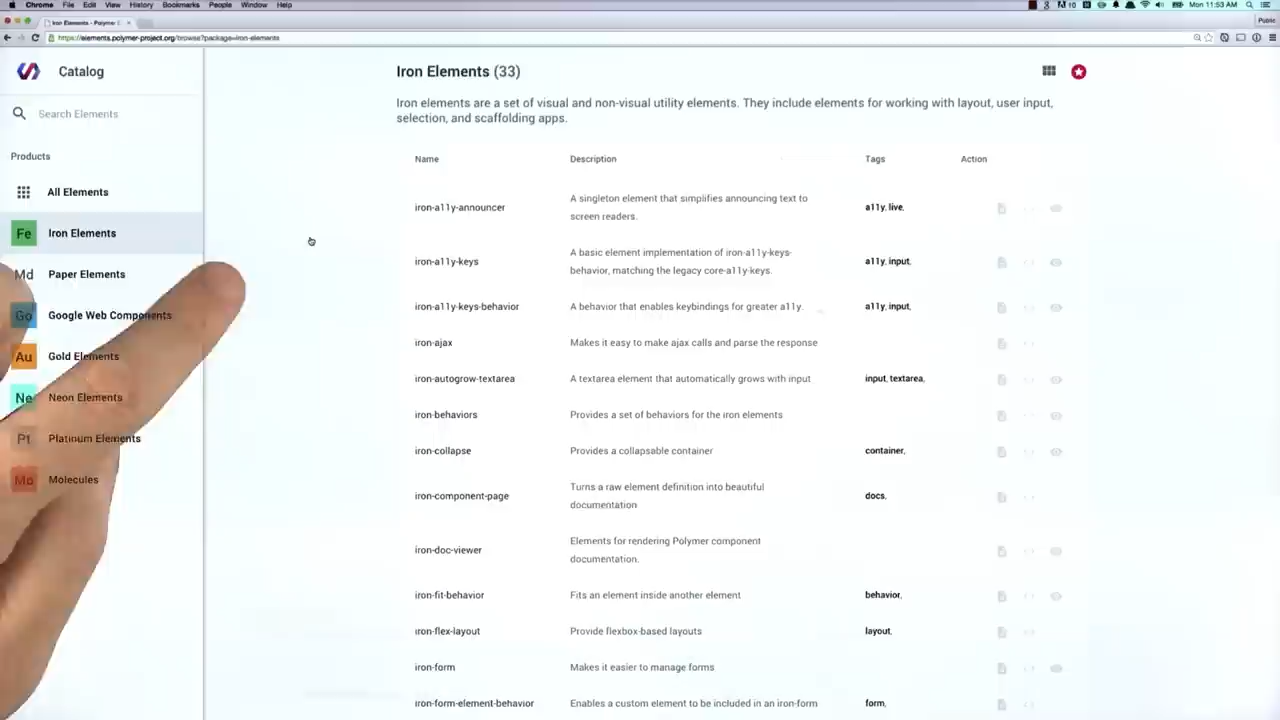 Chrome File Edit View History Bookmarks People Window Help
10
Mon 11:53 AM
Iron Elements - Polymer E
Public
https://elements.polymer-project.org/browse?package=iron-elements
Catalog
Search Elements
Products
All Elements
Fe Iron Elements
Md Paper Elements
Go Google Web Components
Au Gold Elements
Ne Neon Elements
Pt Platinum Elements
Mo Molecules
Iron Elements (33)
Iron elements are a set of visual and non-visual utility elements. They include elements for working with layout, user input,
selection, and scaffolding apps.
Name Description Tags Action
iron-a11y-announcer A singleton element that simplifies announcing text to
screen readers. a11y, live,
iron-a11y-keys A basic element implementation of iron-a11y-keys-
behavior, matching the legacy core-a11y-keys. a11y, input,
iron-a11y-keys-behavior A behavior that enables keybindings for greater a11y. a11y, input,
iron-ajax Makes it easy to make ajax calls and parse the response
iron-autogrow-textarea A textarea element that automatically grows with input input, textarea,
iron-behaviors Provides a set of behaviors for the iron elements
iron-collapse Provides a collapsable container container,
iron-component-page Turns a raw element definition into beautiful
documentation docs,
iron-doc-viewer Elements for rendering Polymer component
documentation.
iron-fit-behavior Fits an element inside another element behavior,
iron-flex-layout Provide flexbox-based layouts layout,
iron-form Makes it easier to manage forms
iron-form-element-behavior Enables a custom element to be included in an iron-form form,